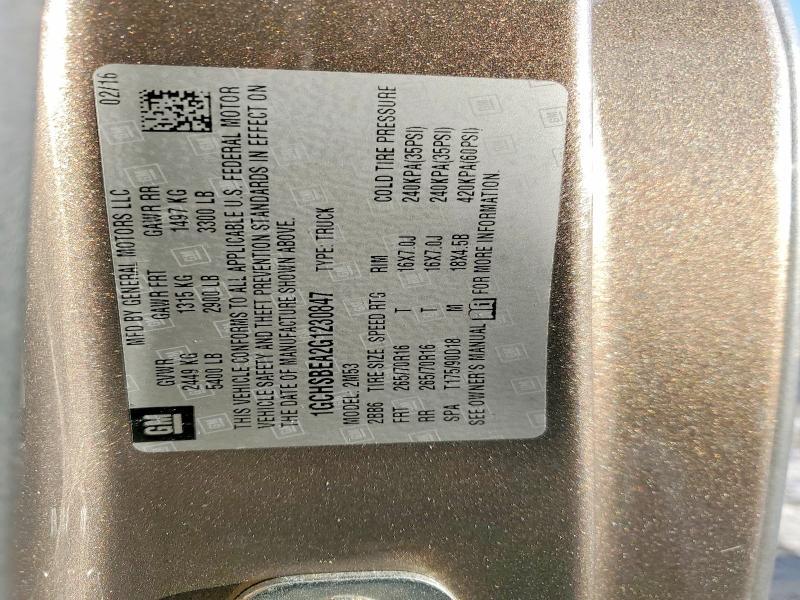 GM
MFD BY GENERAL MOTORS LLC 02/16
GVWR GAWR FRT GAWR RR
2449 KG 1315 KG 1497 KG
5400 LB 2900 LB 3300 LB
THIS VEHICLE CONFORMS TO ALL APPLICABLE U.S. FEDERAL MOTOR
VEHICLE SAFETY AND THEFT PREVENTION STANDARDS IN EFFECT ON
THE DATE OF MANUFACTURE SHOWN ABOVE.
1GCHSBEA2G1230847 TYPE: TRUCK
MODEL: 2M53
2BB6 TIRE SIZE SPEED RTG RIM COLD TIRE PRESSURE
FRT 265/70R16 T 16X7.0J 240KPA(35PSI)
RR 265/70R16 T 16X7.0J 240KPA(35PSI)
SPA T175/90D18 M 18X4.5B 420KPA(60PSI)
SEE OWNER'S MANUAL FOR MORE INFORMATION.